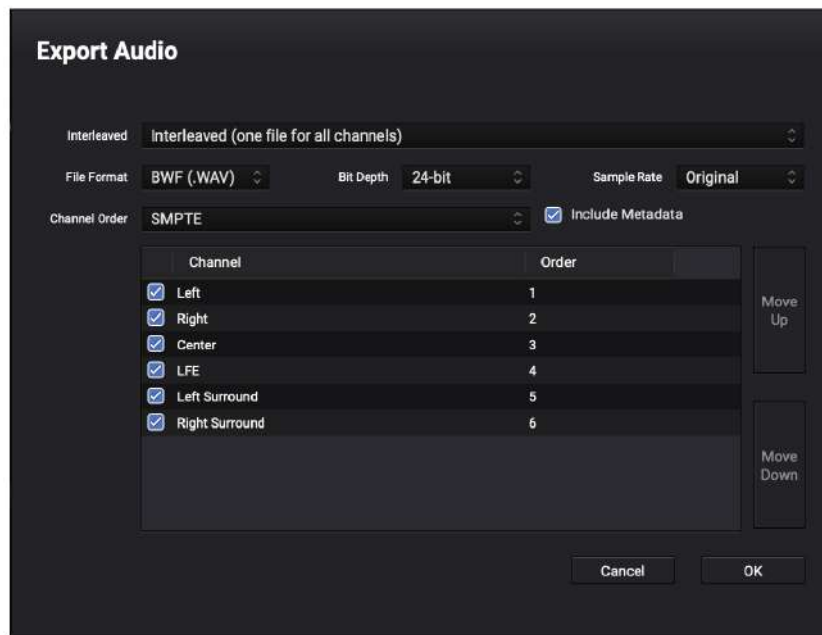 Export Audio
Interleaved Interleaved (one file for all channels)
File Format BWF (.WAV) Bit Depth 24-bit Sample Rate Original
Channel Order SMPTE Include Metadata
Channel Order
Left 1
Right 2
Center 3
LFE 4
Left Surround 5
Right Surround 6
Move
Up
Move
Down
Cancel OK